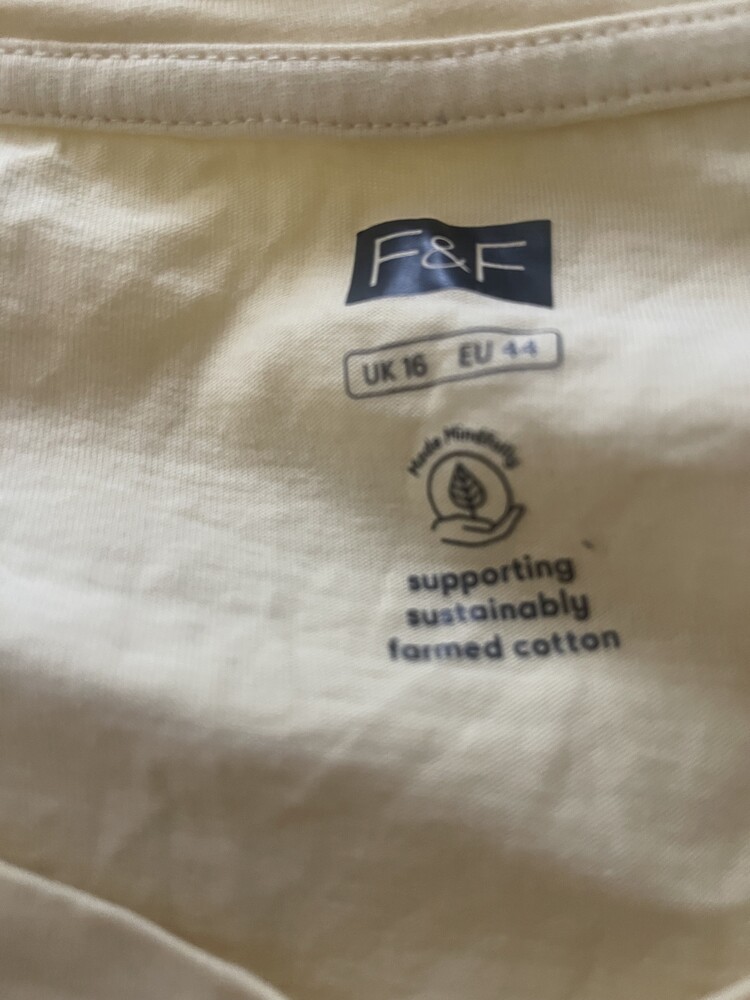 F&F
UK 16 EU 44
Made Mindfully
supporting
sustainably
farmed cotton